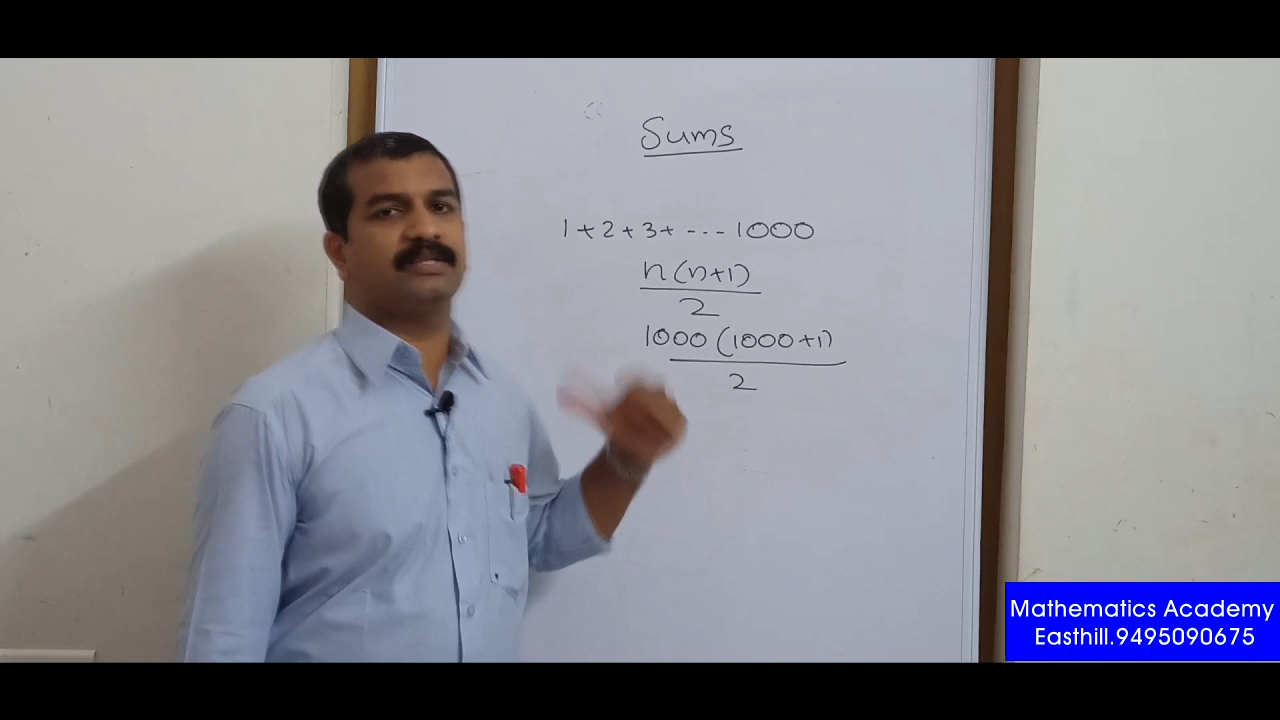 Sums
1+2+3+ --- 1000
n(n+1)
2
1000 (1000+1)
2
Mathematics Academy
Easthill.9495090675